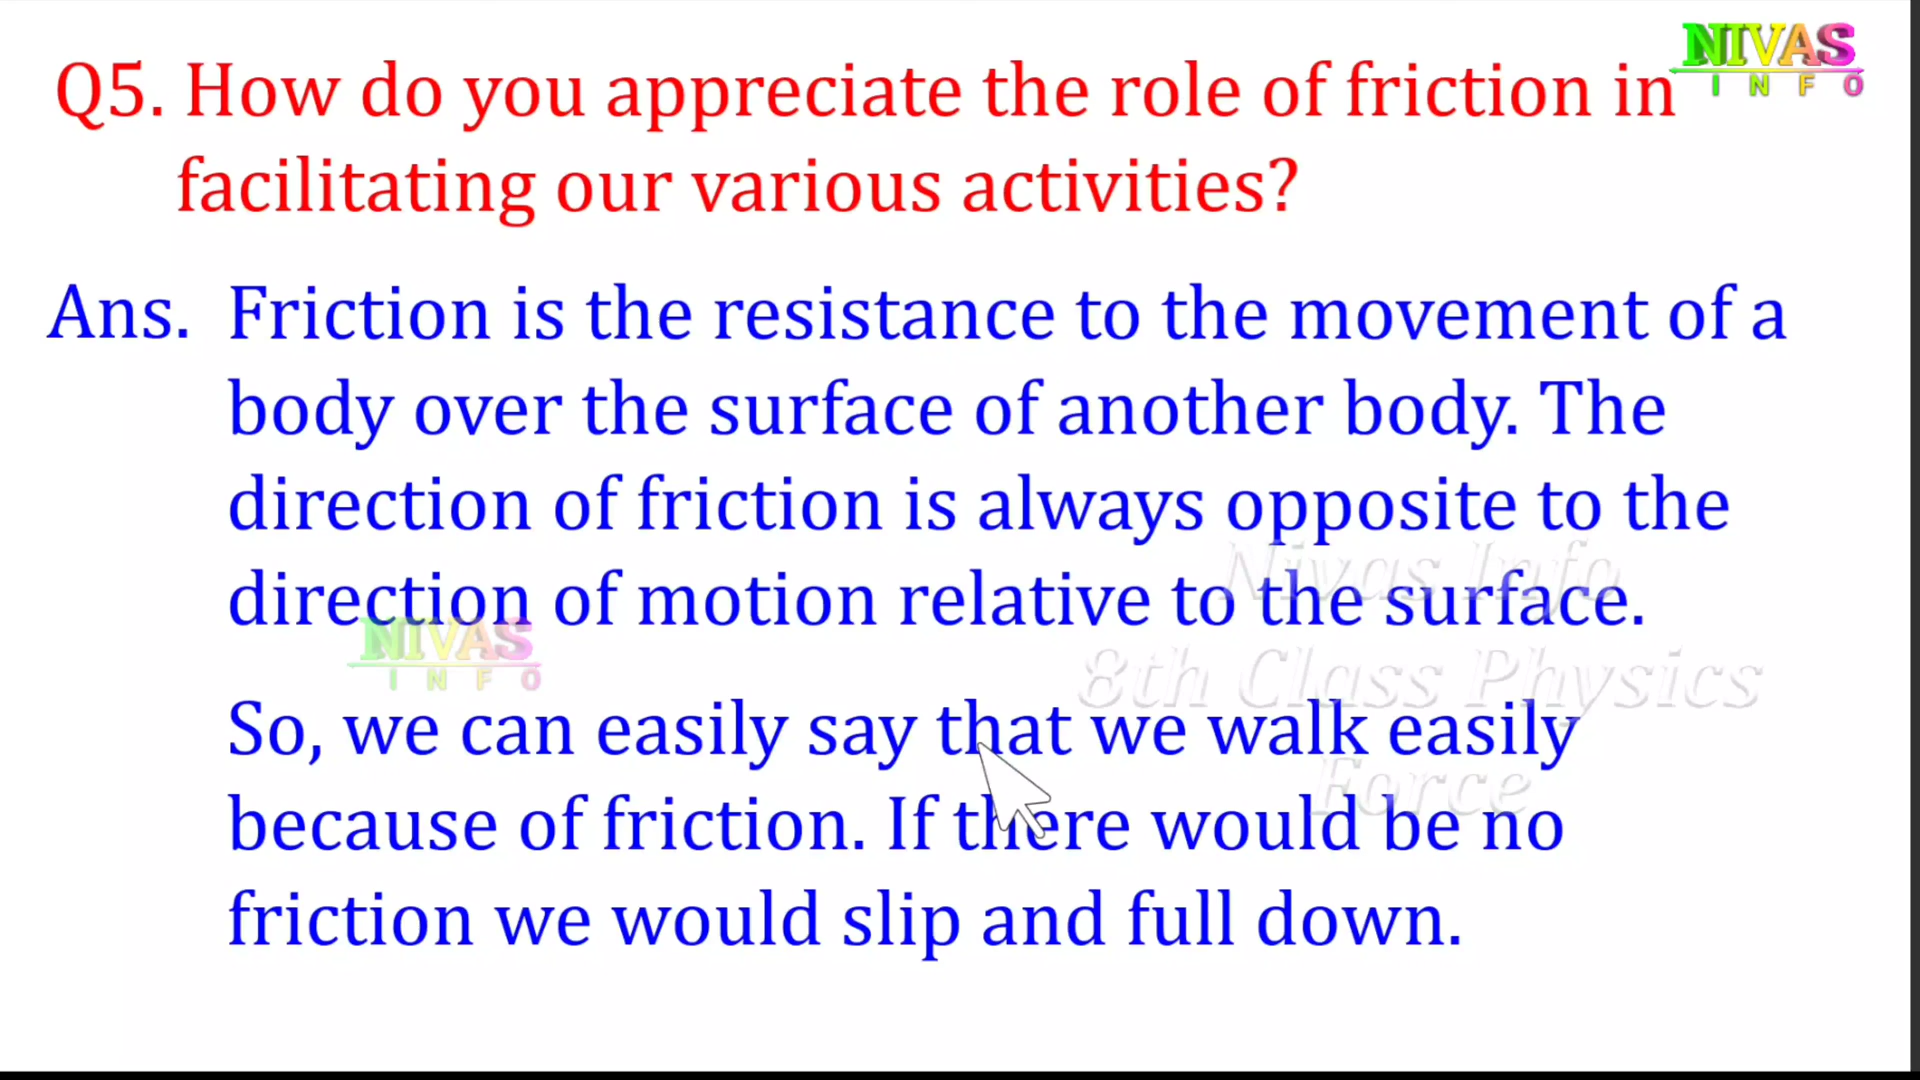 NIVAS
INFO
Q5. How do you appreciate the role of friction in
facilitating our various activities?
Ans. Friction is the resistance to the movement of a
body over the surface of another body. The
direction of friction is always opposite to the
direction of motion relative to the surface.
Nivas Info
NIVAS
INFO
8th Class Physics
So, we can easily say that we walk easily
Force
because of friction. If there would be no
friction we would slip and full down.